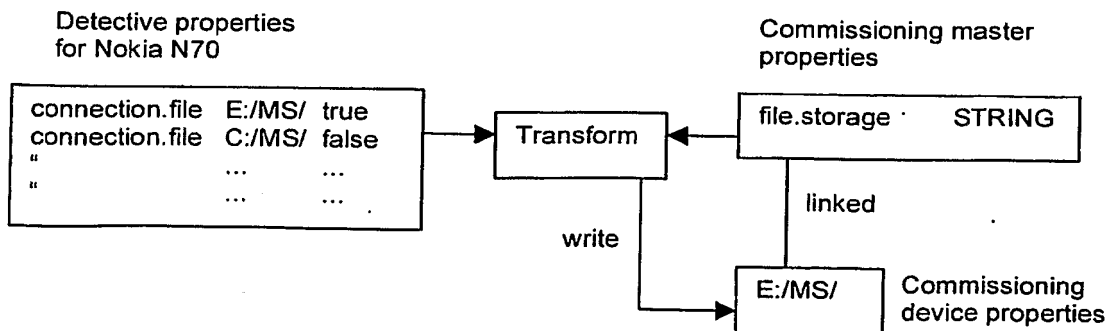 Detective properties
for Nokia N70
connection.file E:/MS/ true
connection.file C:/MS/ false
“ ... ...
“ ... ...
Transform
Commissioning master
properties
file.storage STRING
linked
write
E:/MS/
Commissioning
device properties